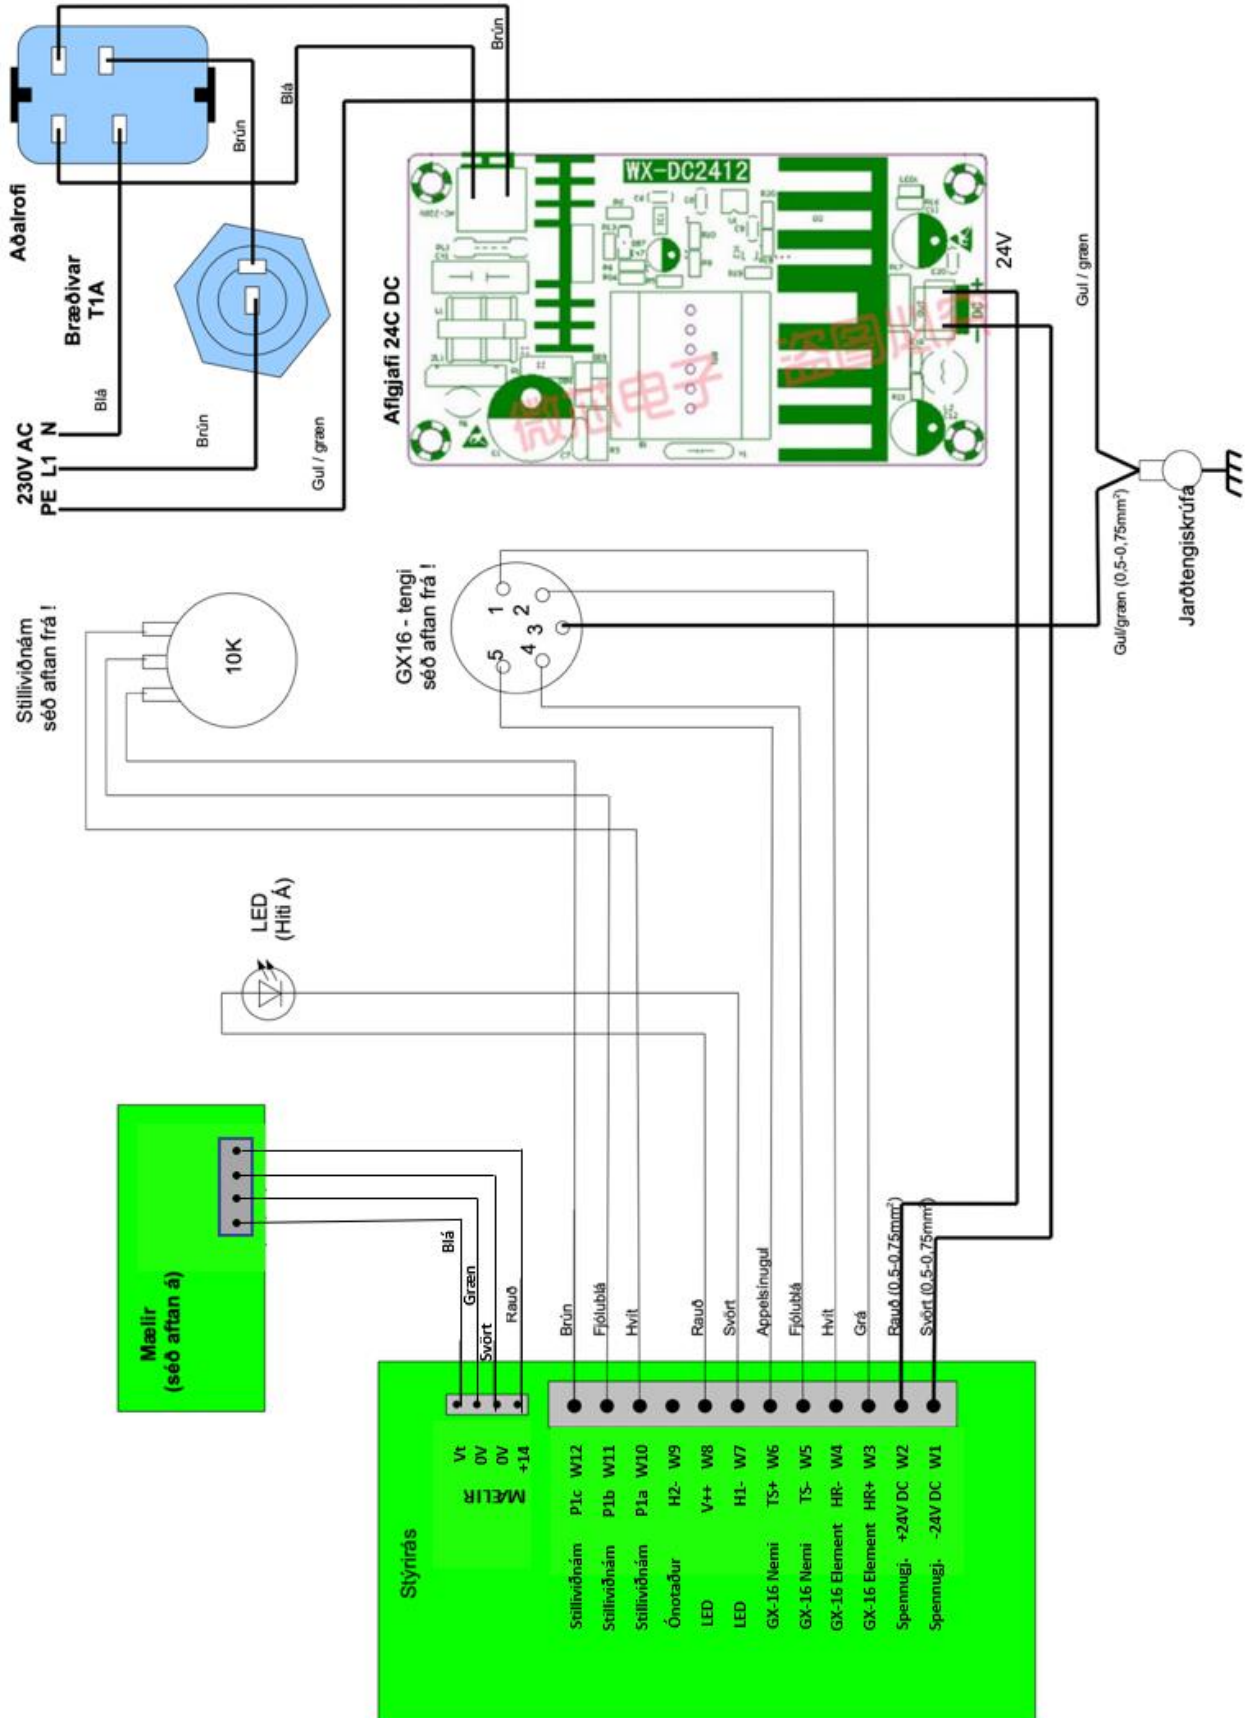 Aðalrofi
Bræðivar
T1A
230V AC
N
L1
PE
Blá
Brún
Brún
Gul / græn
Blá
Brún
Aflgjafi 24C DC
WX-DC2412
24V
Gul / græn
Stilliviðnám
séð aftan frá !
10K
GX16 - tengi
séð aftan frá !
1
2
3
4
5
Gul/græn (0,5-0,75mm²)
Jarðtengiskrúfa
LED
(Hiti Á)
Mælir
(séð aftan á)
Blá
Græn
Svört
Rauð
Brún
Fjólublá
Hvít
Rauð
Svört
Appelsínugul
Fjólublá
Hvít
Grá
Rauð (0,5-0,75mm²)
Svört (0,5-0,75mm²)
Stýrirás
MÆLIR
Vt
0V
0V
+14
Stilliviðnám P1c W12
Stilliviðnám P1b W11
Stilliviðnám P1a W10
Ónotaður H2- W9
LED V++ W8
LED H1- W7
GX-16 Nemi TS+ W6
GX-16 Nemi TS- W5
GX-16 Element HR- W4
GX-16 Element HR+ W3
Spennugj. +24V DC W2
Spennugj. -24V DC W1
微芯电子